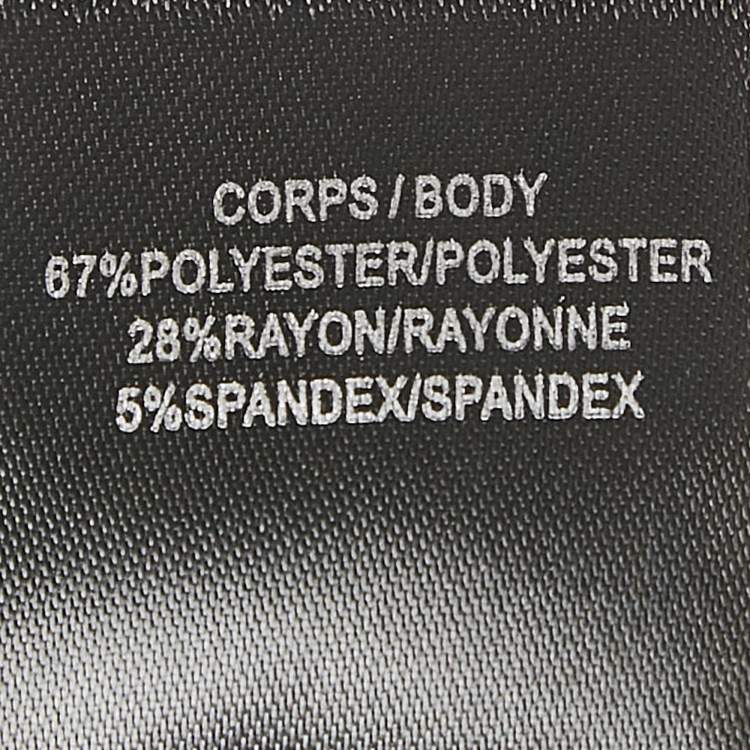 CORPS / BODY
67%POLYESTER/POLYESTER
28%RAYON/RAYONNE
5%SPANDEX/SPANDEX